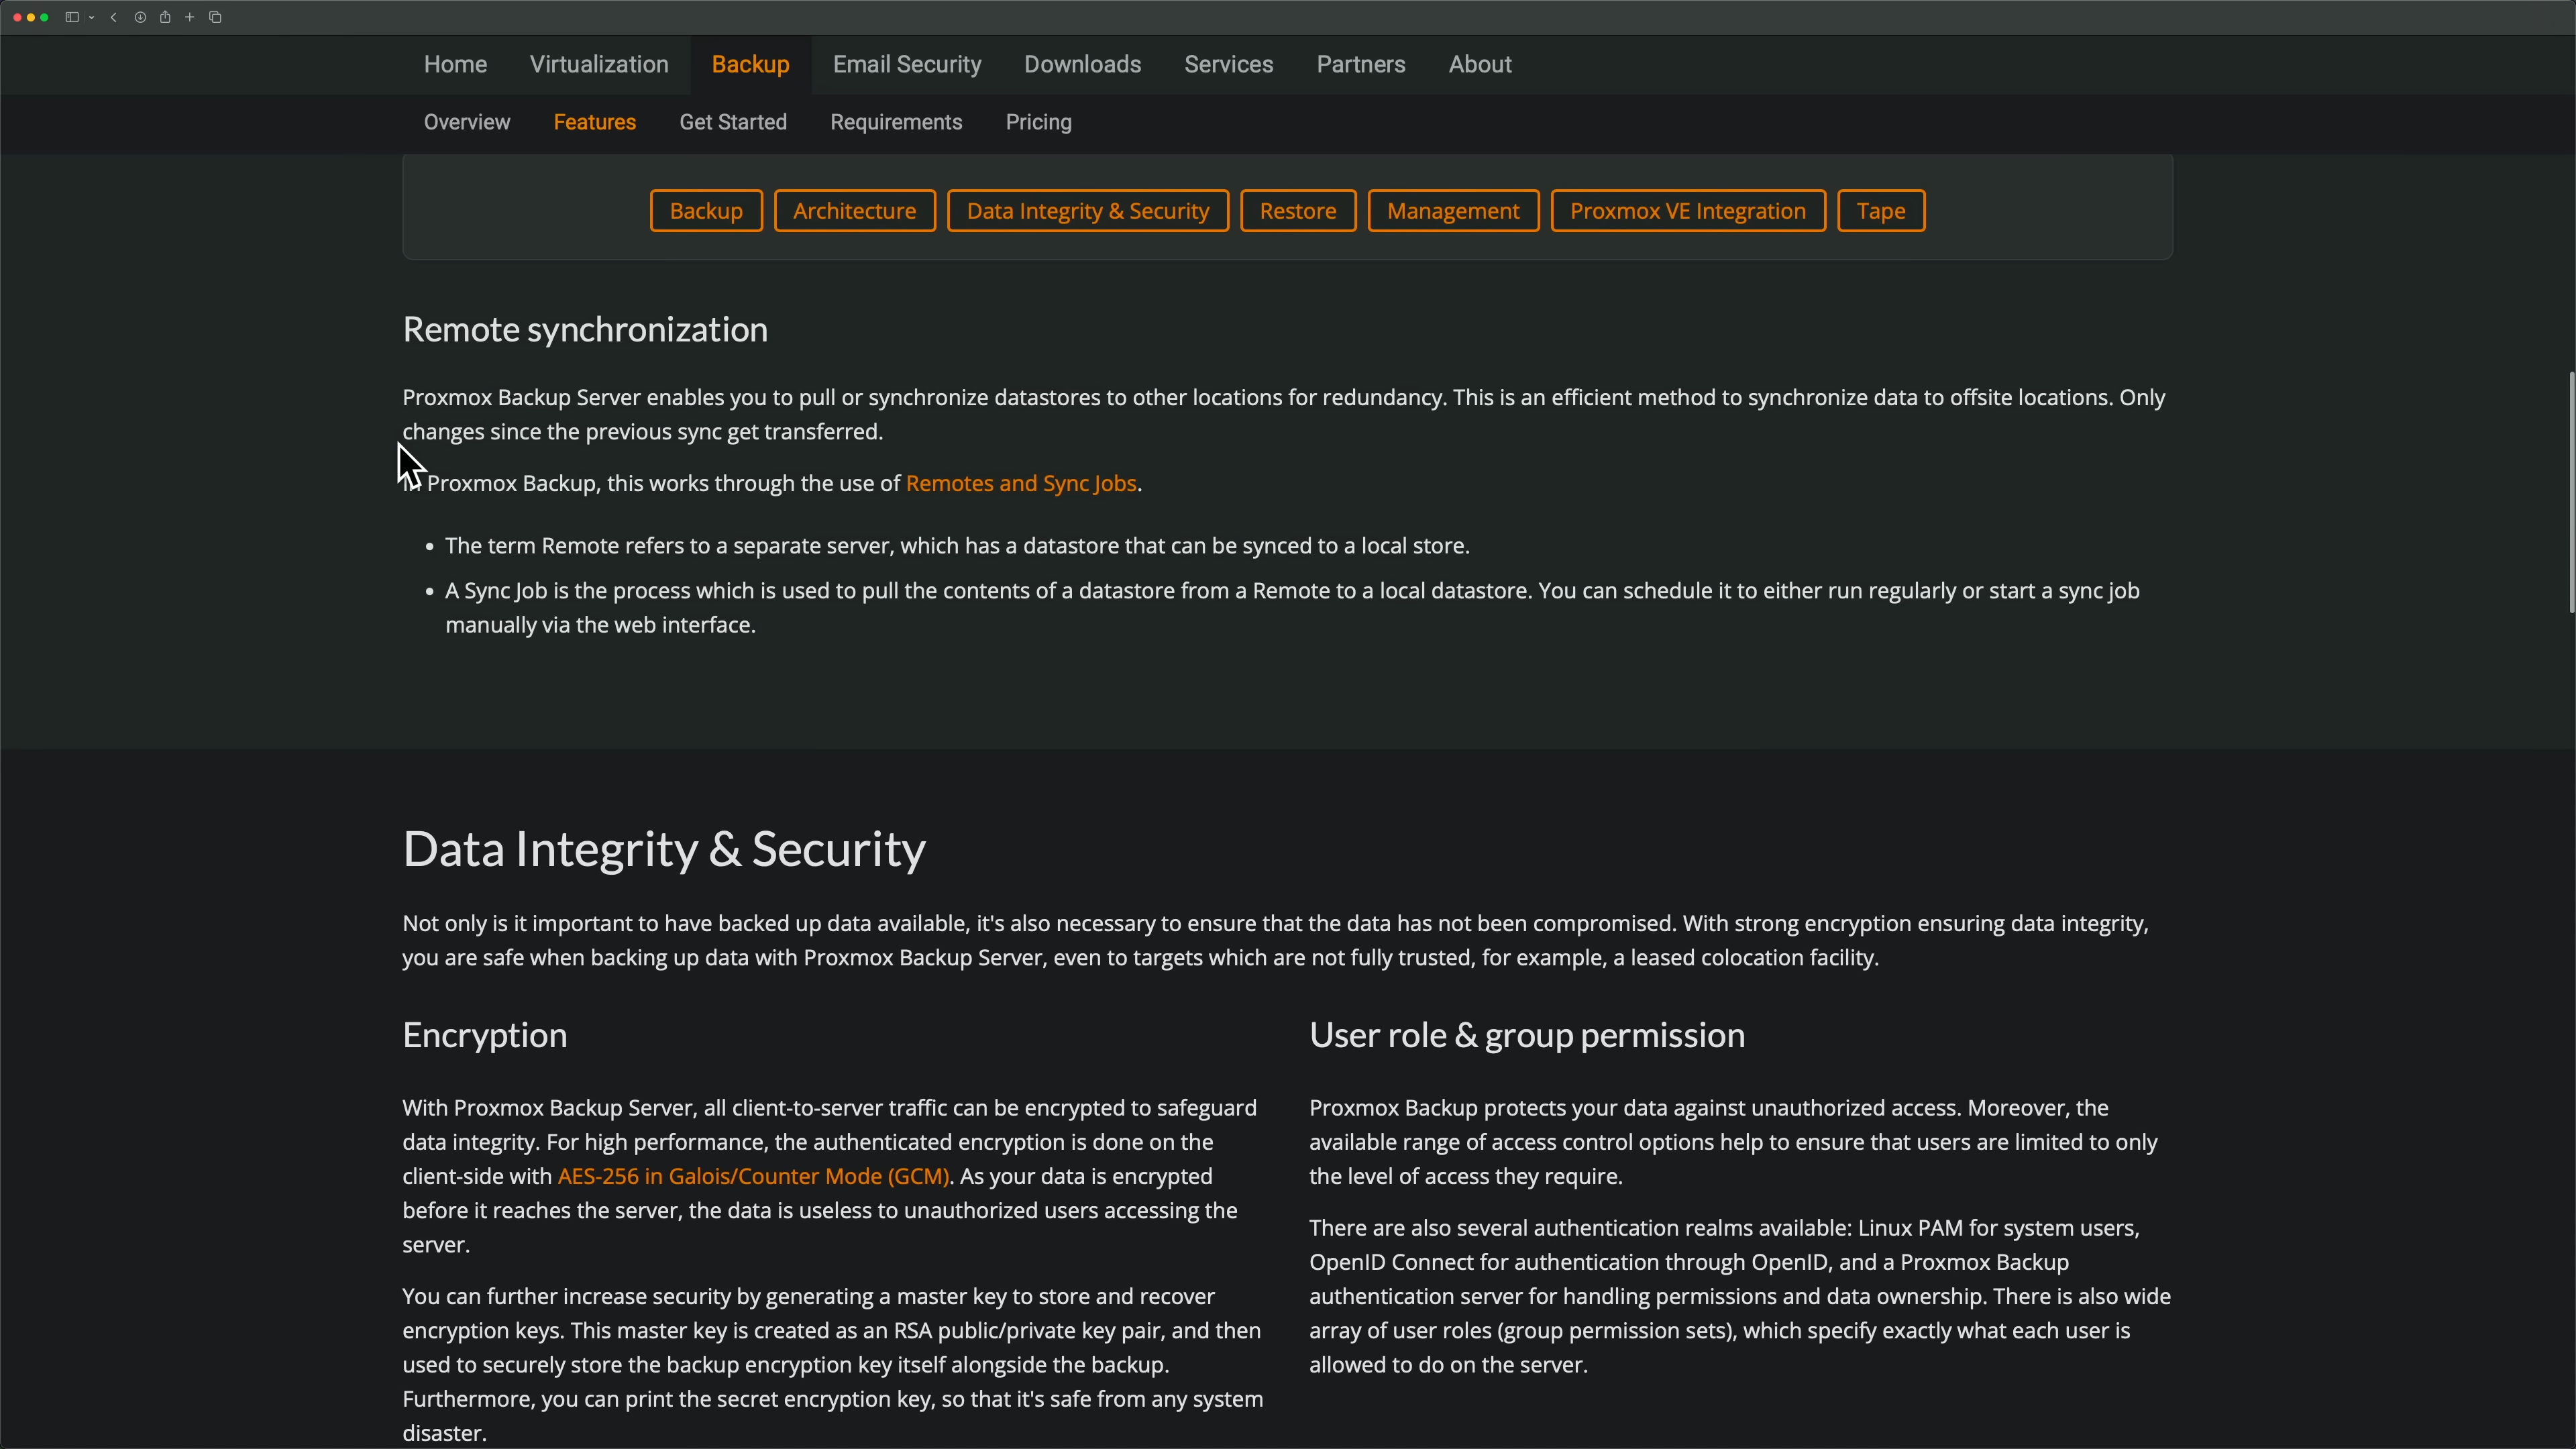 Home Virtualization Backup Email Security Downloads Services Partners About
Overview Features Get Started Requirements Pricing
Backup Architecture Data Integrity & Security Restore Management Proxmox VE Integration Tape
Remote synchronization
Proxmox Backup Server enables you to pull or synchronize datastores to other locations for redundancy. This is an efficient method to synchronize data to offsite locations. Only
changes since the previous sync get transferred.
In Proxmox Backup, this works through the use of Remotes and Sync Jobs.
• The term Remote refers to a separate server, which has a datastore that can be synced to a local store.
• A Sync Job is the process which is used to pull the contents of a datastore from a Remote to a local datastore. You can schedule it to either run regularly or start a sync job
manually via the web interface.
Data Integrity & Security
Not only is it important to have backed up data available, it's also necessary to ensure that the data has not been compromised. With strong encryption ensuring data integrity,
you are safe when backing up data with Proxmox Backup Server, even to targets which are not fully trusted, for example, a leased colocation facility.
Encryption
With Proxmox Backup Server, all client-to-server traffic can be encrypted to safeguard
data integrity. For high performance, the authenticated encryption is done on the
client-side with AES-256 in Galois/Counter Mode (GCM). As your data is encrypted
before it reaches the server, the data is useless to unauthorized users accessing the
server.
You can further increase security by generating a master key to store and recover
encryption keys. This master key is created as an RSA public/private key pair, and then
used to securely store the backup encryption key itself alongside the backup.
Furthermore, you can print the secret encryption key, so that it's safe from any system
disaster.
User role & group permission
Proxmox Backup protects your data against unauthorized access. Moreover, the
available range of access control options help to ensure that users are limited to only
the level of access they require.
There are also several authentication realms available: Linux PAM for system users,
OpenID Connect for authentication through OpenID, and a Proxmox Backup
authentication server for handling permissions and data ownership. There is also wide
array of user roles (group permission sets), which specify exactly what each user is
allowed to do on the server.